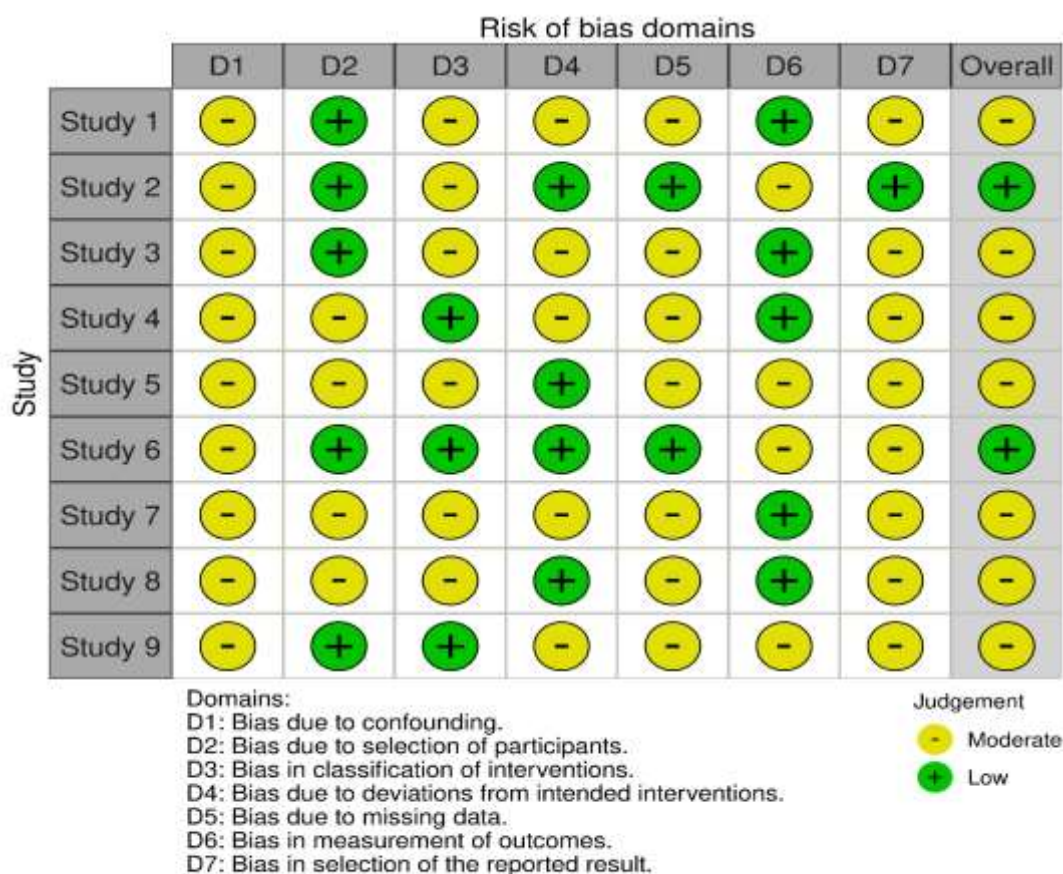 Risk of bias domains
D1 D2 D3 D4 D5 D6 D7 Overall
Study
Study 1 - + - - - + - -
Study 2 - + - + + - + +
Study 3 - + - - - + - -
Study 4 - - + - - + - -
Study 5 - - - + - - - -
Study 6 - + + + + - - +
Study 7 - - - - - + - -
Study 8 - - - + - + - -
Study 9 - + + - - - - -
Domains:
D1: Bias due to confounding.
D2: Bias due to selection of participants.
D3: Bias in classification of interventions.
D4: Bias due to deviations from intended interventions.
D5: Bias due to missing data.
D6: Bias in measurement of outcomes.
D7: Bias in selection of the reported result.
Judgement
- Moderate
+ Low